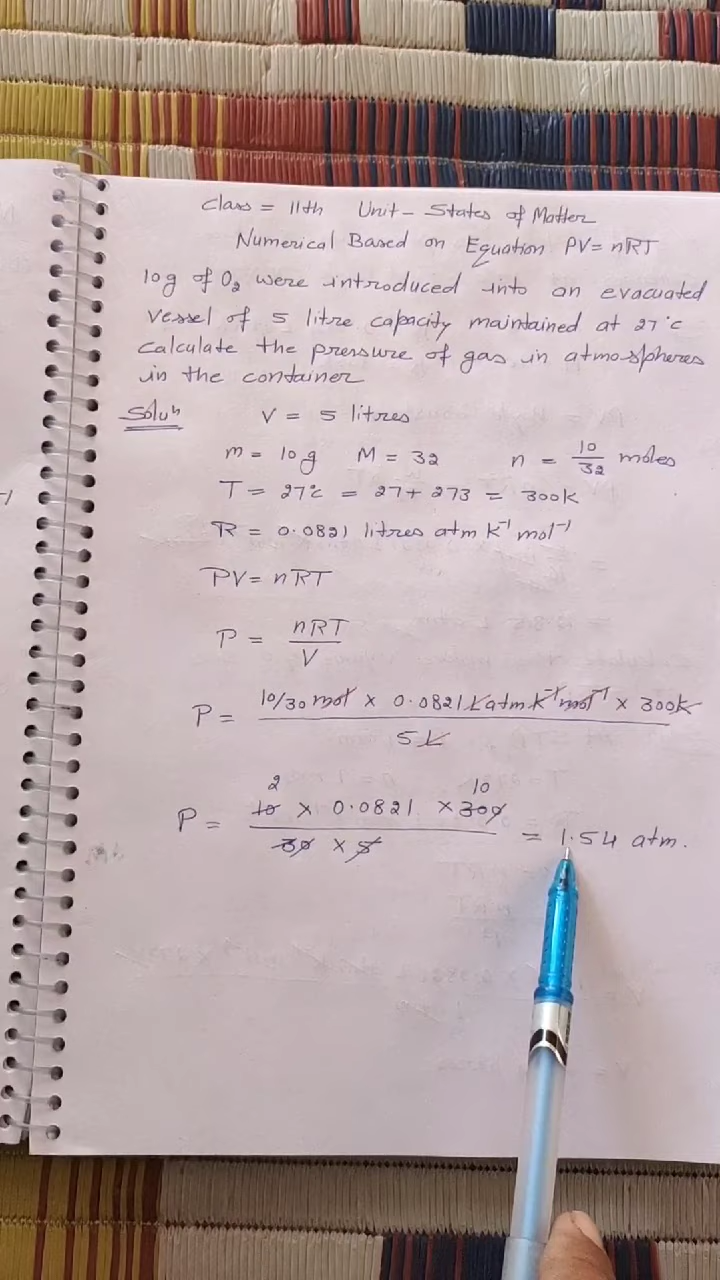 Class = 11th Unit - States of Matter
Numerical Based on Equation PV = nRT
10g of O₂ were introduced into an evacuated
vessel of 5 litre capacity maintained at 27°c
Calculate the pressure of gas in atmospheres
in the container
Soluⁿ V = 5 litres
m = 10g M = 32 n = 10/32 moles
T = 27°c = 27 + 273 = 300k
R = 0.0821 litres atm k⁻¹ mol⁻¹
PV = nRT
P = nRT/V
P = 10/30 mol × 0.0821 L atm k⁻¹ mol⁻¹ × 300k
5 L
2 10
P = 10 × 0.0821 × 300 = 1.54 atm.
30 × 5